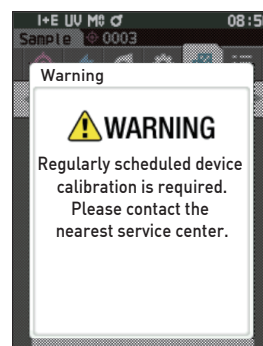 I+E UV M0 σ 08:5
Sample 0003
Warning
WARNING
Regularly scheduled device
calibration is required.
Please contact the
nearest service center.